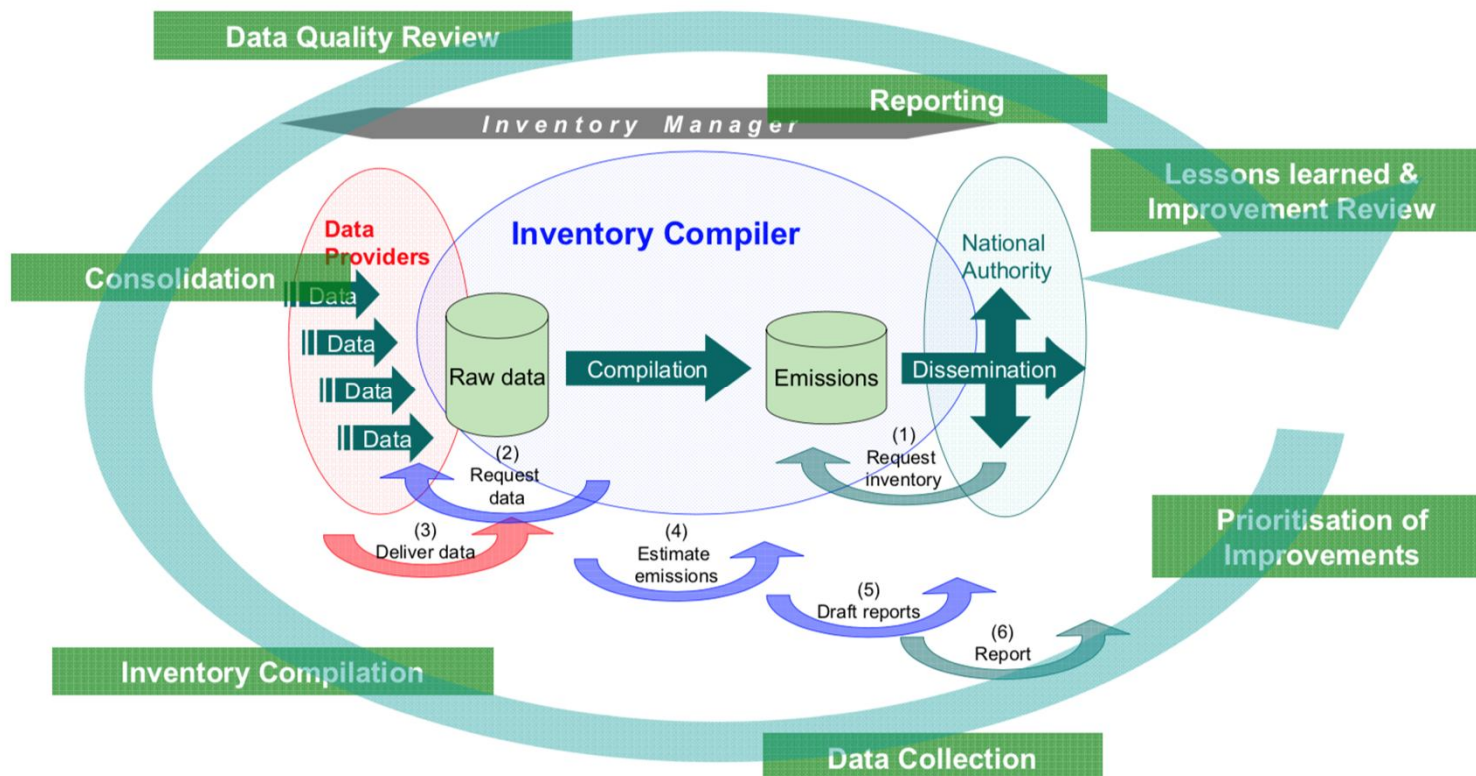 Data Quality Review
Reporting
Inventory Manager
Lessons learned &
Improvement Review
Data
Providers
Inventory Compiler
National
Authority
Consolidation
Data
Data
Data
Data
Raw data
Compilation
Emissions
Dissemination
(1)
Request
inventory
(2)
Request
data
(3)
Deliver data
(4)
Estimate
emissions
(5)
Draft reports
(6)
Report
Prioritisation of
Improvements
Inventory Compilation
Data Collection